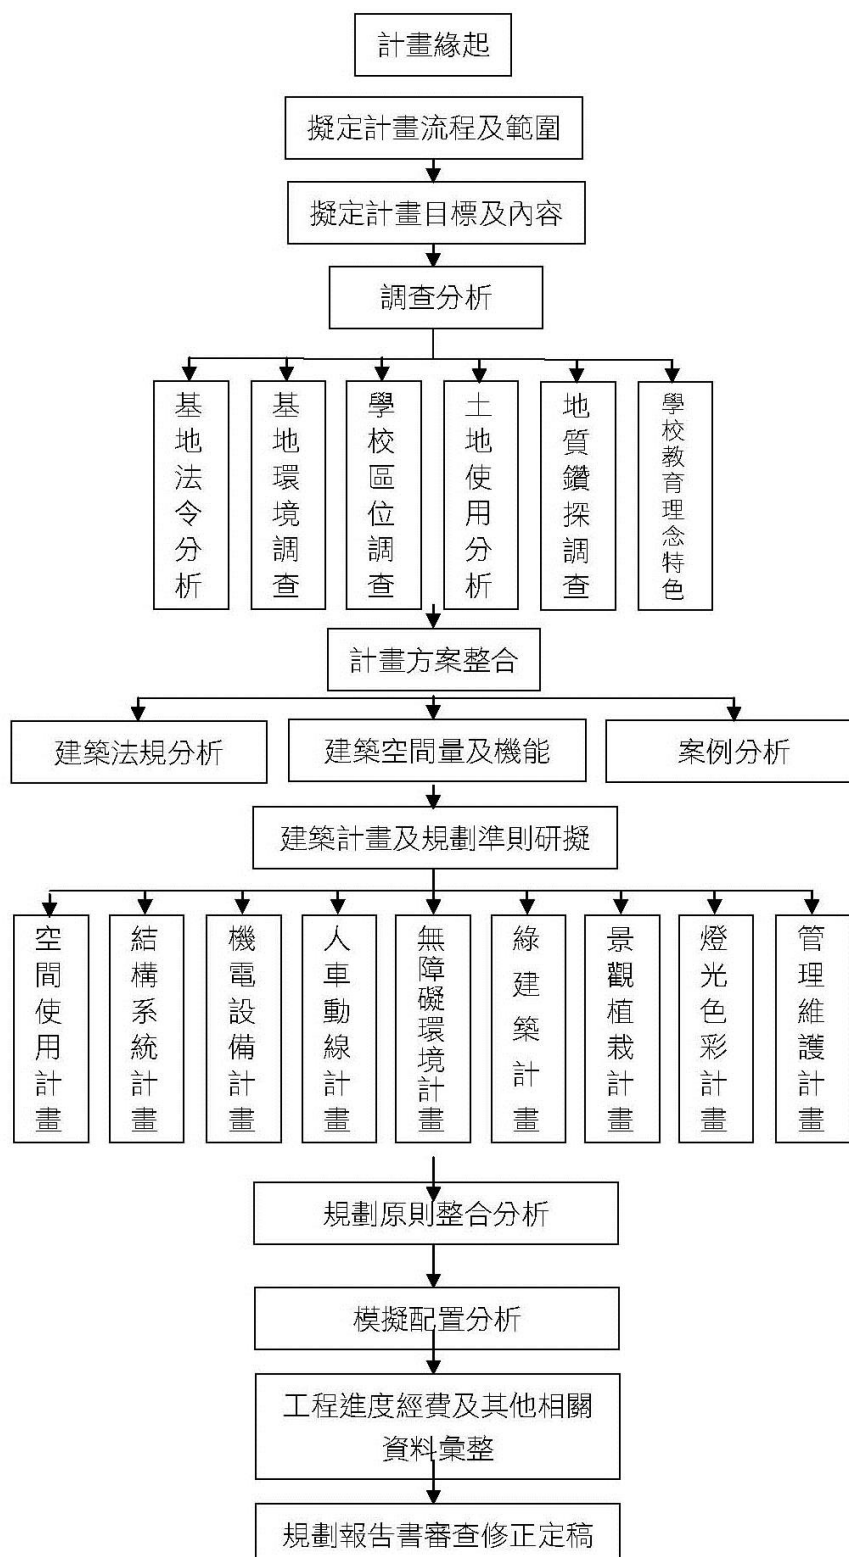 計畫緣起
擬定計畫流程及範圍
擬定計畫目標及內容
調查分析
基地法令分析
基地環境調查
學校區位調查
土地使用分析
地質鑽探調查
學校教育理念特色
計畫方案整合
建築法規分析
建築空間量及機能
案例分析
建築計畫及規劃準則研擬
空間使用計畫
結構系統計畫
機電設備計畫
人車動線計畫
無障礙環境計畫
綠建築計畫
景觀植栽計畫
燈光色彩計畫
管理維護計畫
規劃原則整合分析
模擬配置分析
工程進度經費及其他相關
資料彙整
規劃報告書審查修正定稿